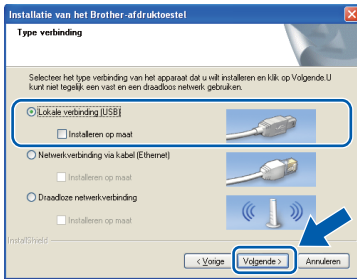 Installatie van het Brother-afdruktoestel
Type verbinding
Selecteer het type verbinding van het apparaat dat u wilt installeren en klik op Volgende.U
kunt niet tegelijk een vast en een draadloos netwerk gebruiken.
Lokale verbinding (USB)
Installeren op maat
Netwerkverbinding via kabel (Ethernet)
Installeren op maat
Draadloze netwerkverbinding
Installeren op maat
InstallShield
< Vorige
Volgende >
Annuleren